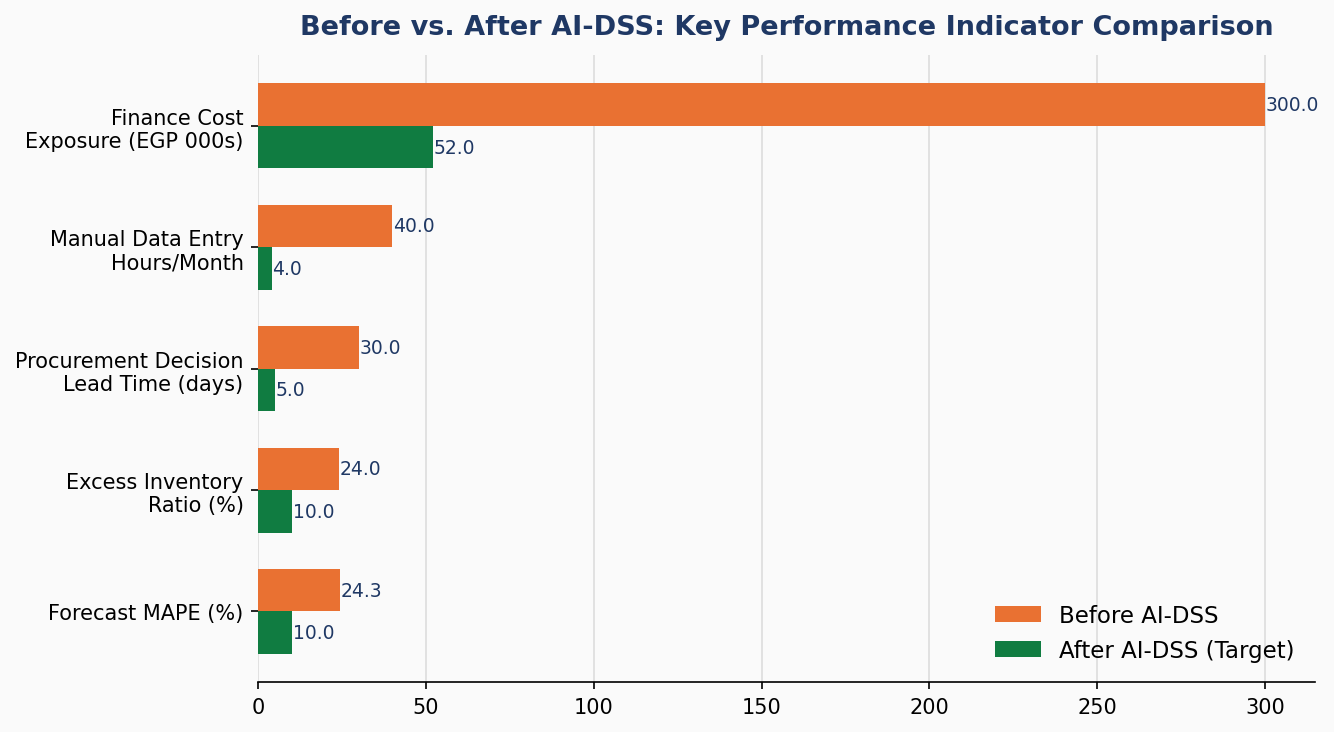 Before vs. After AI-DSS: Key Performance Indicator Comparison
Finance Cost
Exposure (EGP 000s)
300.0
52.0
Manual Data Entry
Hours/Month
40.0
4.0
Procurement Decision
Lead Time (days)
30.0
5.0
Excess Inventory
Ratio (%)
24.0
10.0
Forecast MAPE (%)
24.3
10.0
Before AI-DSS
After AI-DSS (Target)
0 50 100 150 200 250 300